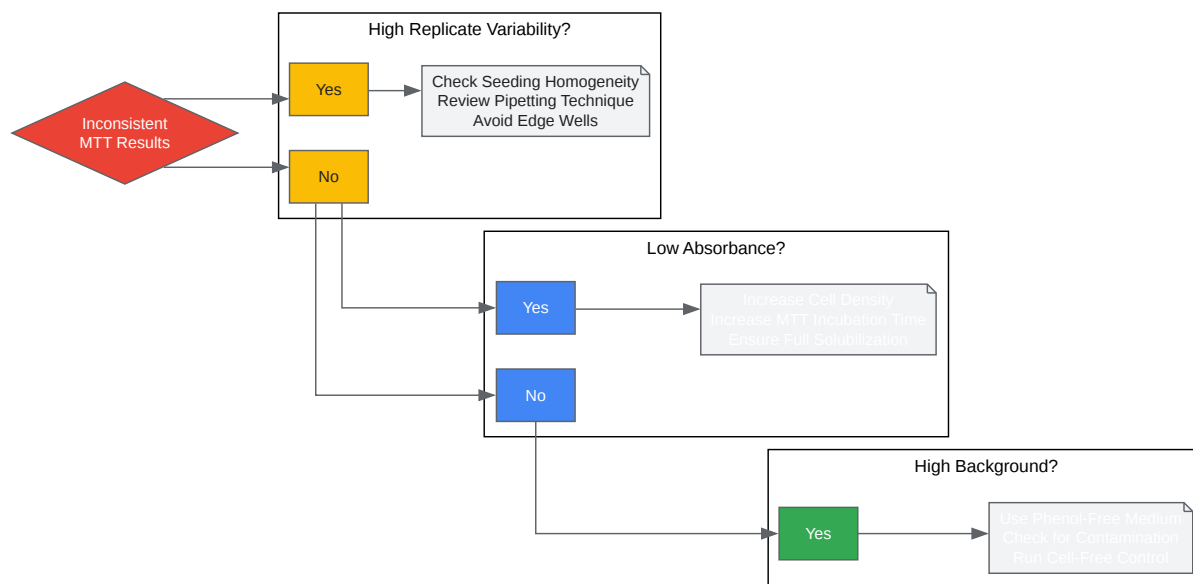 High Replicate Variability?
Yes
Check Seeding Homogeneity
Review Pipetting Technique
Avoid Edge Wells
Inconsistent
MTT Results
No
Low Absorbance?
Yes
Increase Cell Density
Increase MTT Incubation Time
Ensure Full Solubilization
No
High Background?
Yes
Use Phenol-Free Medium
Check for Contamination
Run Cell-Free Control